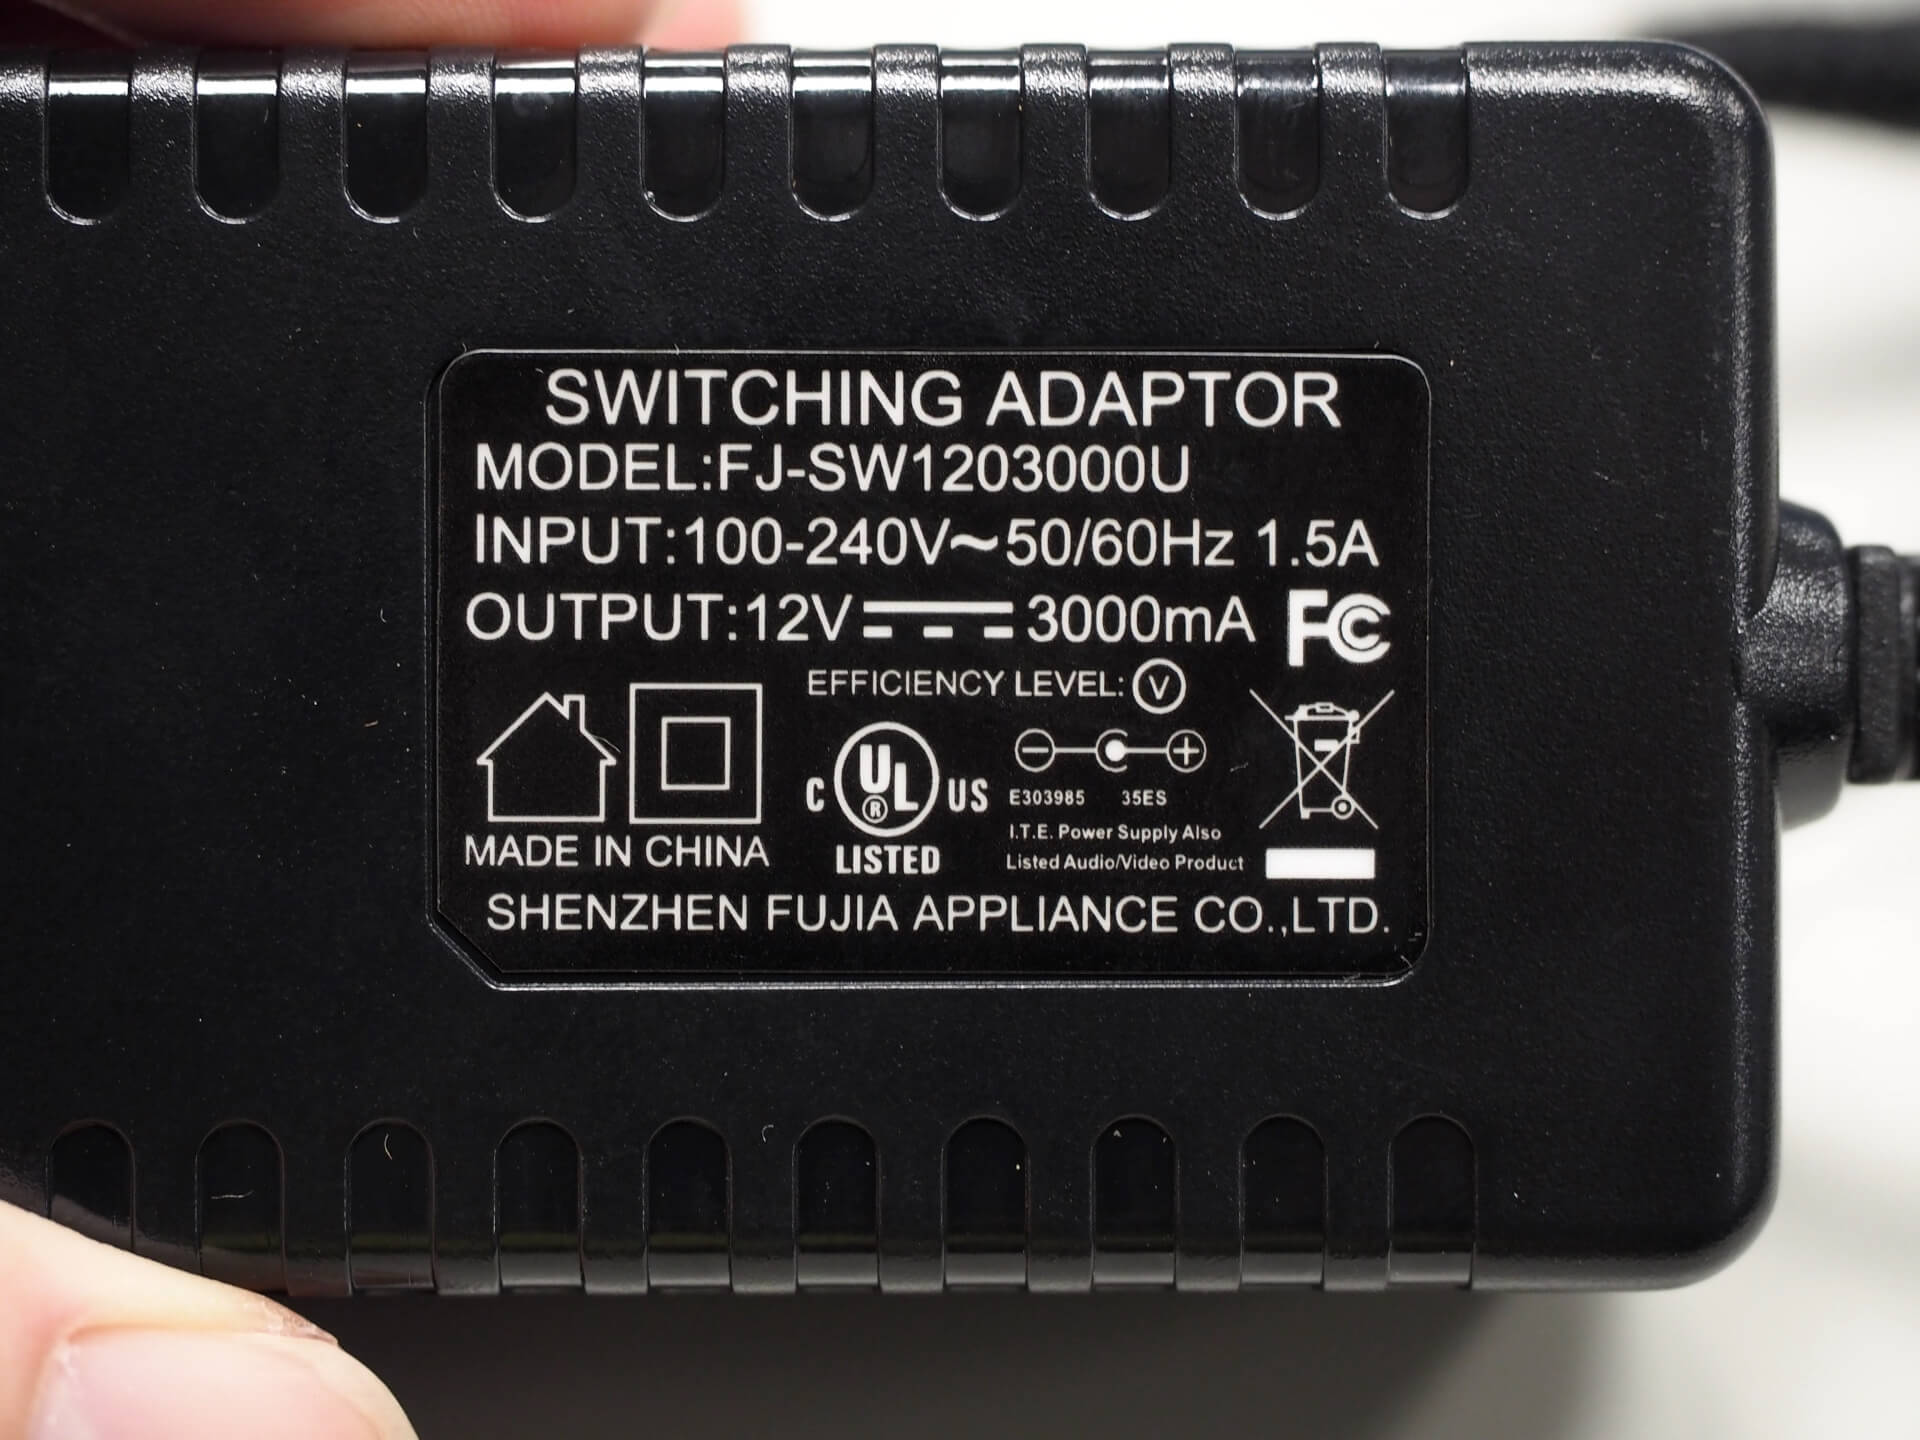 SWITCHING ADAPTOR
MODEL:FJ-SW1203000U
INPUT:100-240V~50/60Hz 1.5A
OUTPUT:12V⎓3000mA
FC
EFFICIENCY LEVEL: V
C UL ® US
LISTED
E303985 35ES
I.T.E. Power Supply Also
Listed Audio/Video Product
MADE IN CHINA
SHENZHEN FUJIA APPLIANCE CO.,LTD.